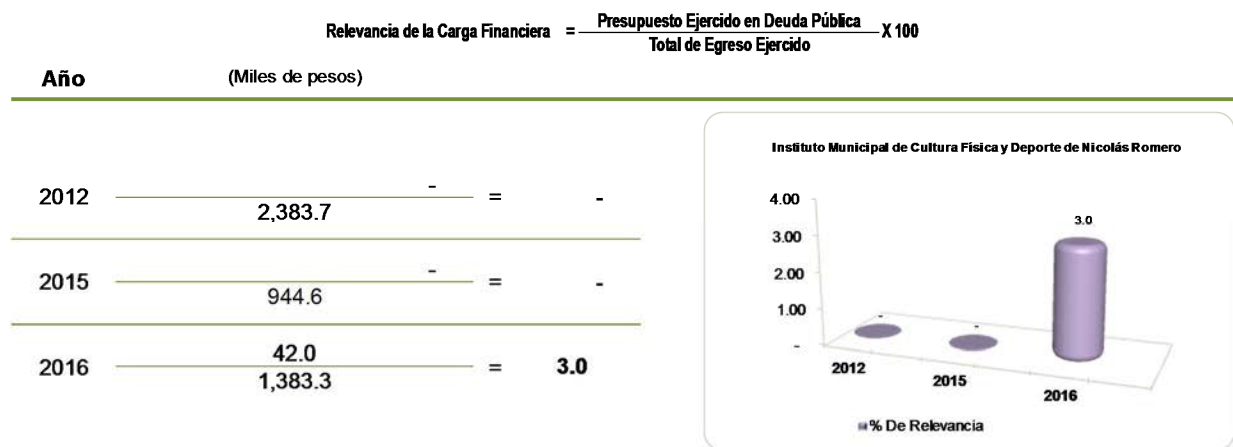 Relevancia de la Carga Financiera = Presupuesto Ejercido en Deuda Pública X 100
Total de Egreso Ejercido
Año (Miles de pesos)
2012 - = -
2,383.7
2015 - = -
944.6
2016 42.0 = 3.0
1,383.3
Instituto Municipal de Cultura Física y Deporte de Nicolás Romero
4.00
3.00
2.00
1.00
-
-
-
3.0
2012
2015
2016
% De Relevancia